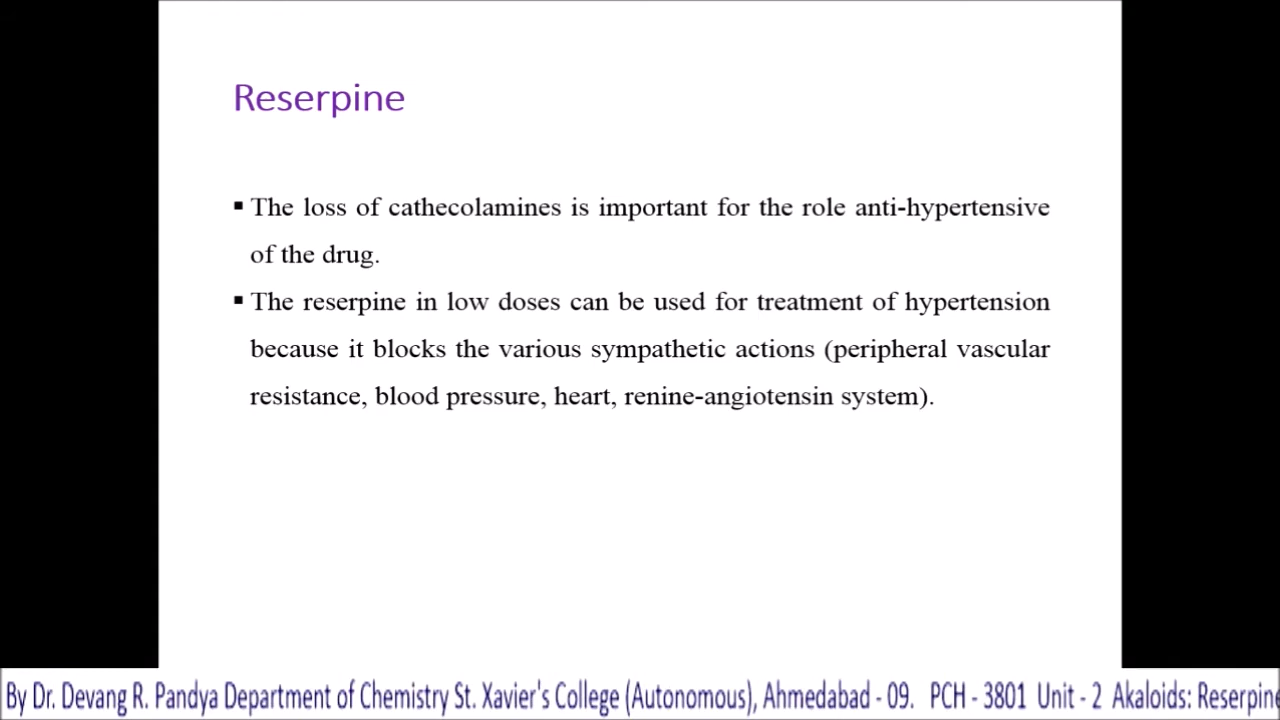 Reserpine
▪ The loss of cathecolamines is important for the role anti-hypertensive
of the drug.
▪ The reserpine in low doses can be used for treatment of hypertension
because it blocks the various sympathetic actions (peripheral vascular
resistance, blood pressure, heart, renine-angiotensin system).
By Dr. Devang R. Pandya Department of Chemistry St. Xavier's College (Autonomous), Ahmedabad - 09. PCH - 3801 Unit - 2 Akaloids: Reserpin